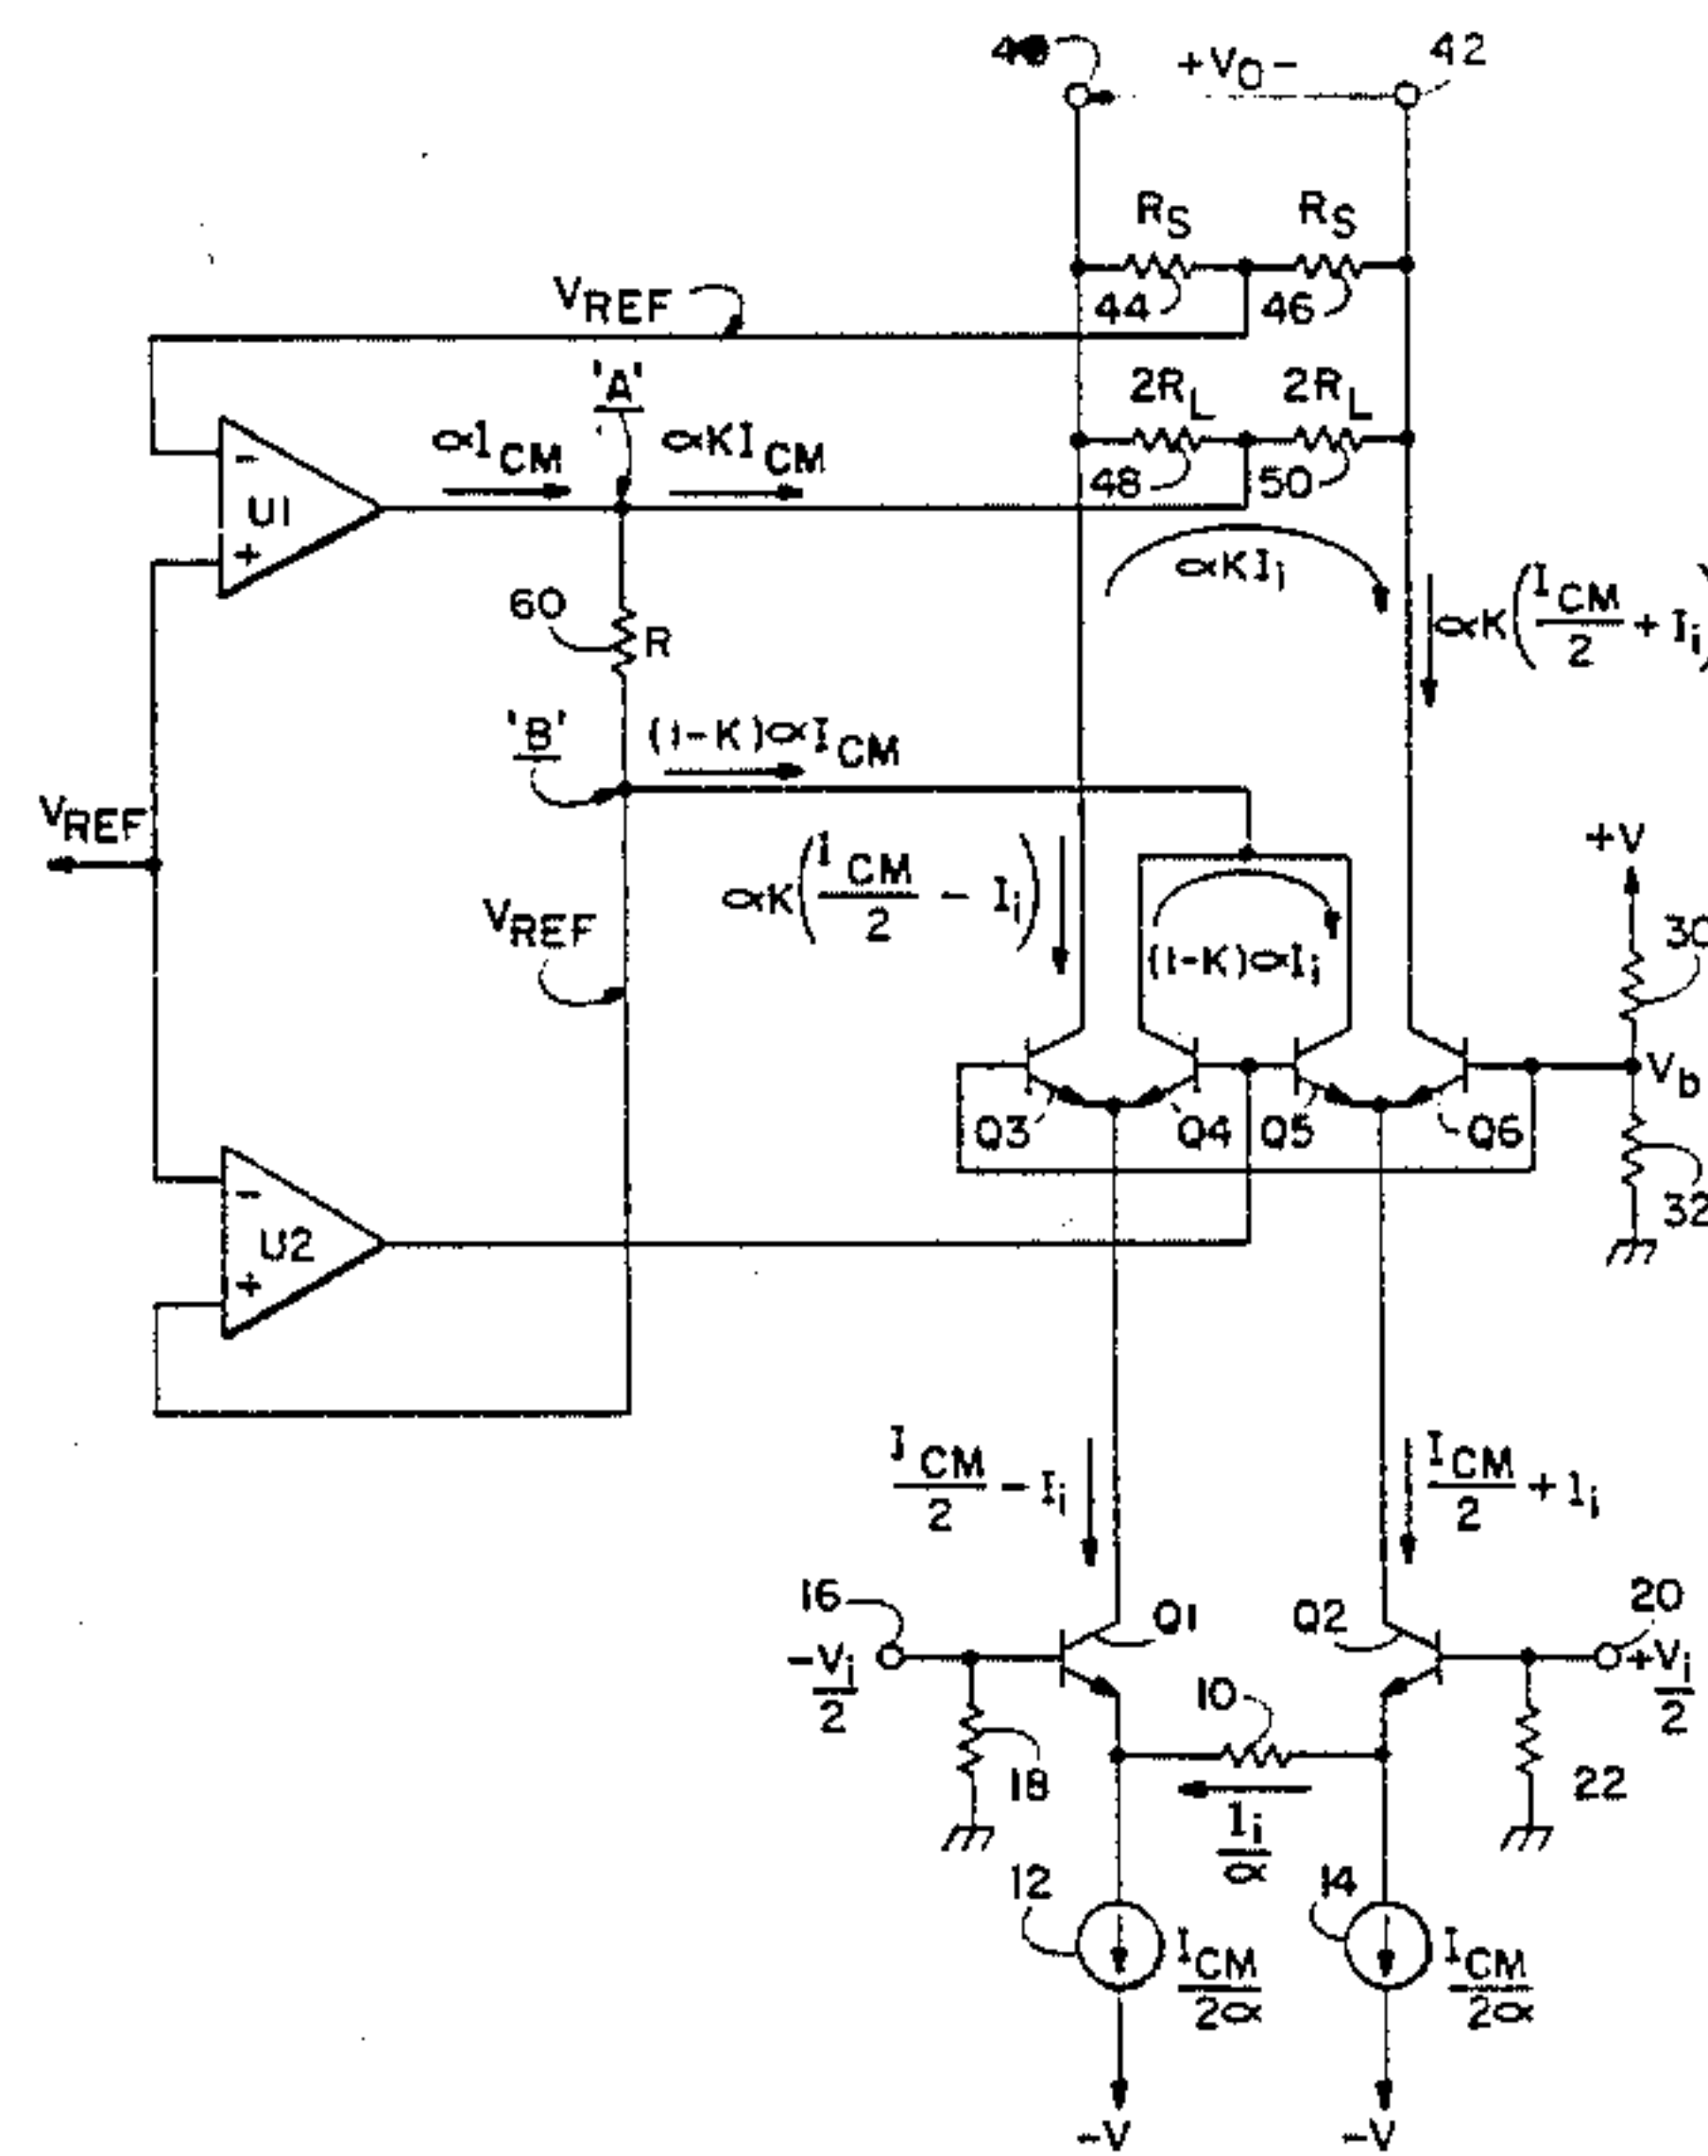 +VO- 42
RS RS
44 46
VREF
2RL 2RL
48 50
'A'
αICM αKICM
U1
-
+
αKIi
αK(ICM/2 + Ii)
60 R
'B' (1-K)αICM
VREF
αK(ICM/2 - Ii)
VREF
(1-K)αIi
+V
30
Vb
32
Q3 Q4 Q5 Q6
-
U2
+
ICM/2 - Ii
ICM/2 + Ii
16 Q1 Q2 20
-Vi/2
+Vi/2
10
18 22
Ii/α
12 14
ICM/2α ICM/2α
-V -V